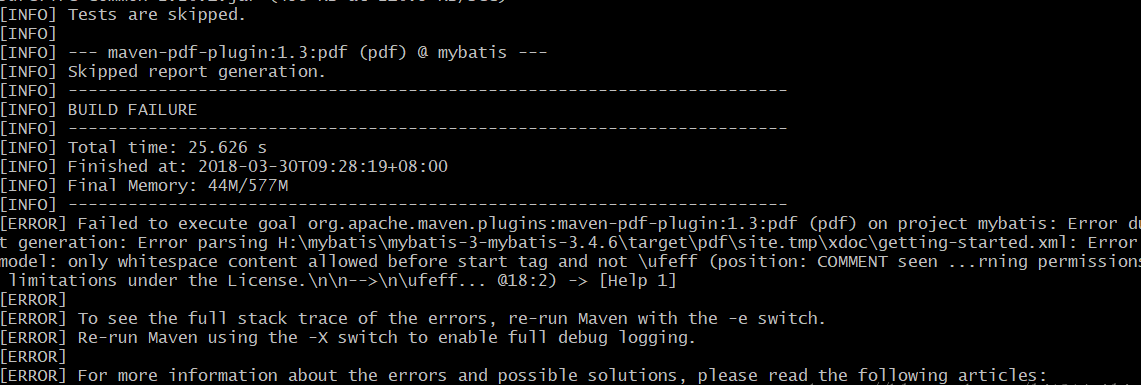 [INFO] Tests are skipped.
[INFO]
[INFO] --- maven-pdf-plugin:1.3:pdf (pdf) @ mybatis ---
[INFO] Skipped report generation.
[INFO] ------------------------------------------------------------------------
[INFO] BUILD FAILURE
[INFO] ------------------------------------------------------------------------
[INFO] Total time: 25.626 s
[INFO] Finished at: 2018-03-30T09:28:19+08:00
[INFO] Final Memory: 44M/577M
[INFO] ------------------------------------------------------------------------
[ERROR] Failed to execute goal org.apache.maven.plugins:maven-pdf-plugin:1.3:pdf (pdf) on project mybatis: Error du
t generation: Error parsing H:\mybatis\mybatis-3-mybatis-3.4.6\target\pdf\site.tmp\xdoc\getting-started.xml: Error
model: only whitespace content allowed before start tag and not \ufeff (position: COMMENT seen ...rning permissions
limitations under the License.\n\n-->\n\ufeff... @18:2) -> [Help 1]
[ERROR]
[ERROR] To see the full stack trace of the errors, re-run Maven with the -e switch.
[ERROR] Re-run Maven using the -X switch to enable full debug logging.
[ERROR]
[ERROR] For more information about the errors and possible solutions, please read the following articles: